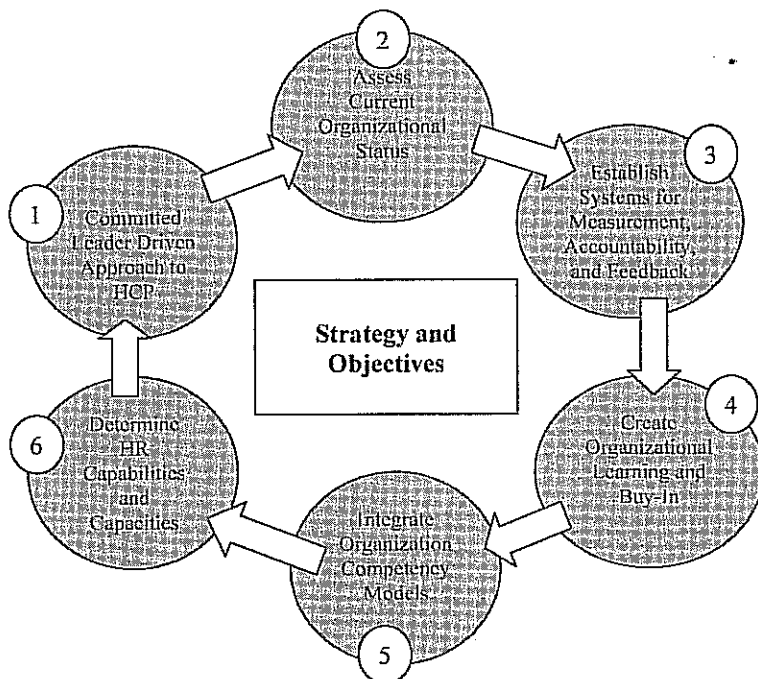 1
Committed
Leader Driven
Approach to
HCP
2
Assess
Current
Organizational
Status
3
Establish
Systems for
Measurement,
Accountability,
and Feedback
Strategy and
Objectives
4
Create
Organizational
Learning and
Buy-In
5
Integrate
Organization
Competency
Models
6
Determine
HR
Capabilities
and
Capacities